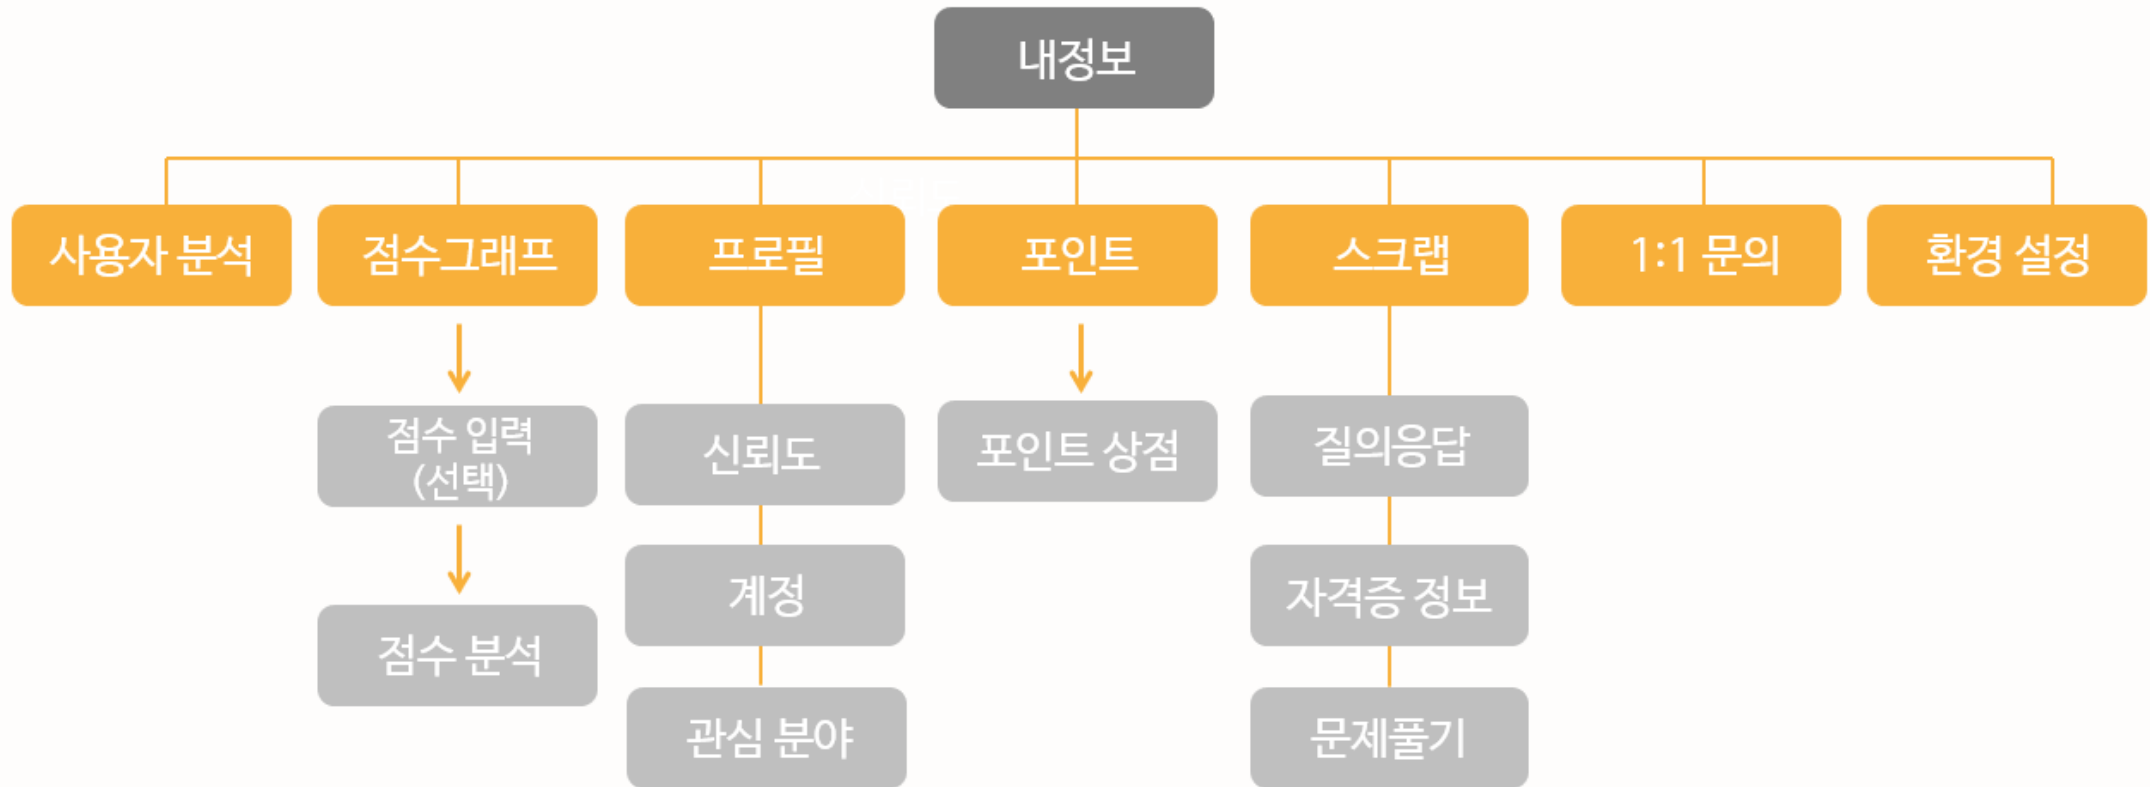 내정보
사용자 분석
점수그래프
프로필
포인트
스크랩
1:1 문의
환경 설정
점수 입력
(선택)
신뢰도
포인트 상점
질의응답
계정
자격증 정보
점수 분석
관심 분야
문제풀기